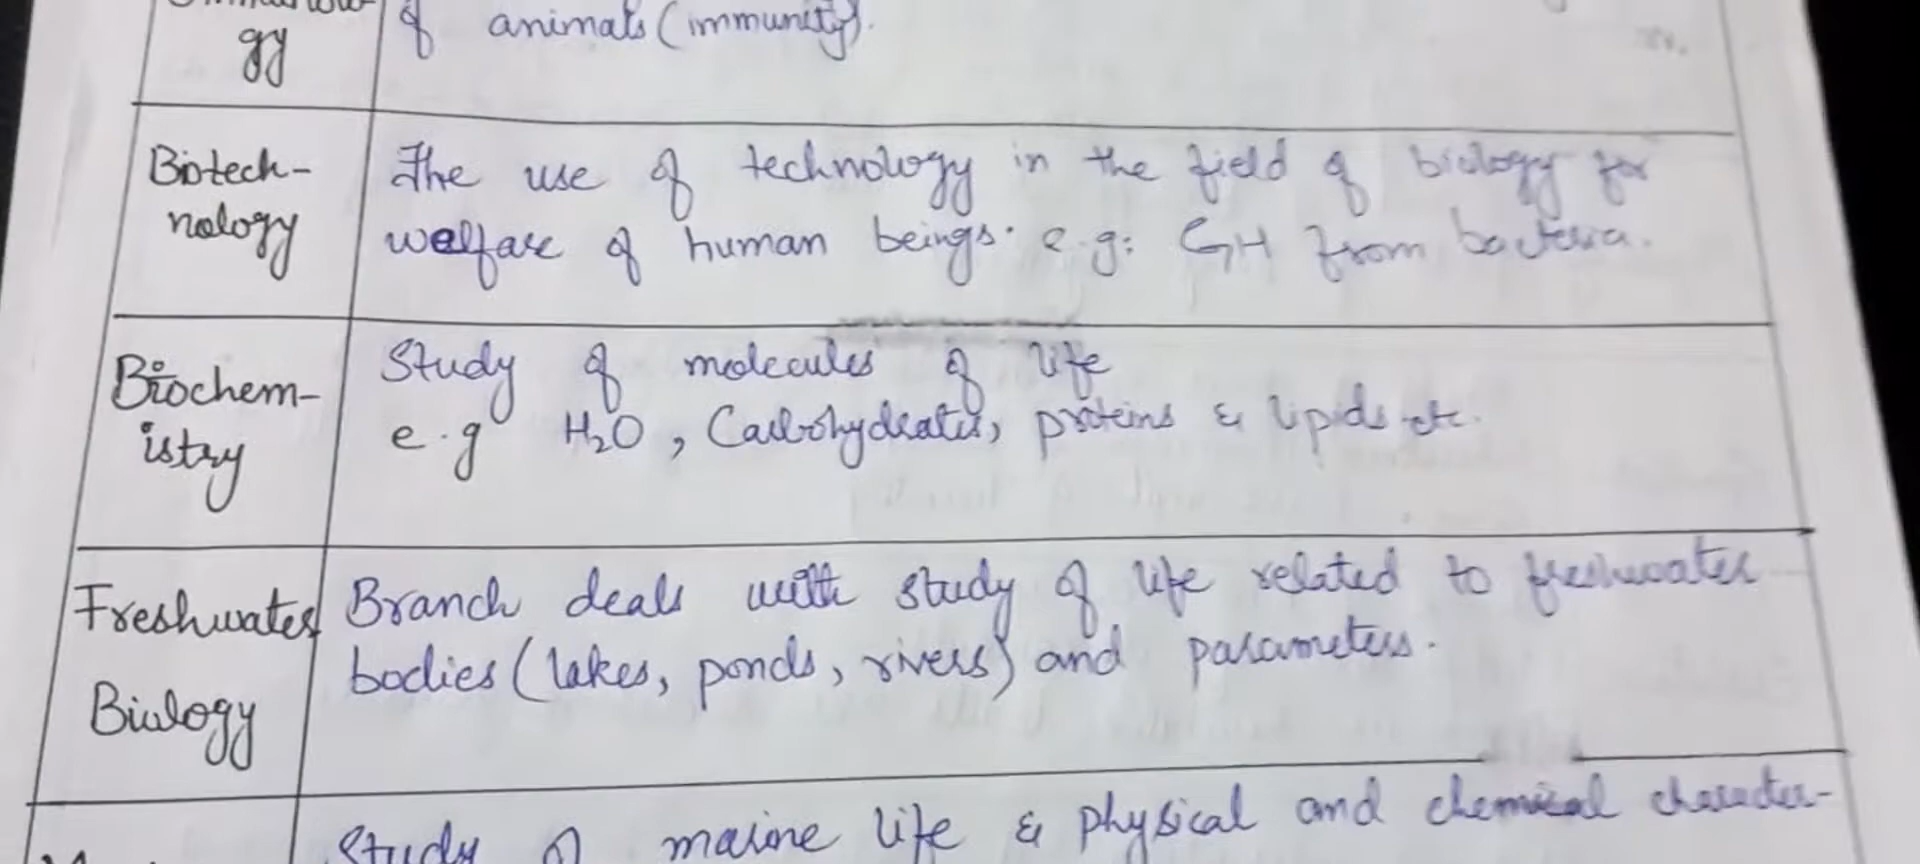 gy
of animals (immunity).
Biotech-
nology
The use of technology in the field of biology for
welfare of human beings. e.g: GH from bacteria.
Biochem-
istry
Study of molecules of life
e.g H₂O, Carbohydrates, proteins & lipids etc.
Freshwater
Biology
Branch deals with study of life related to freshwater
bodies (lakes, ponds, rivers) and parameters.
Study of marine life & physical and chemical character-